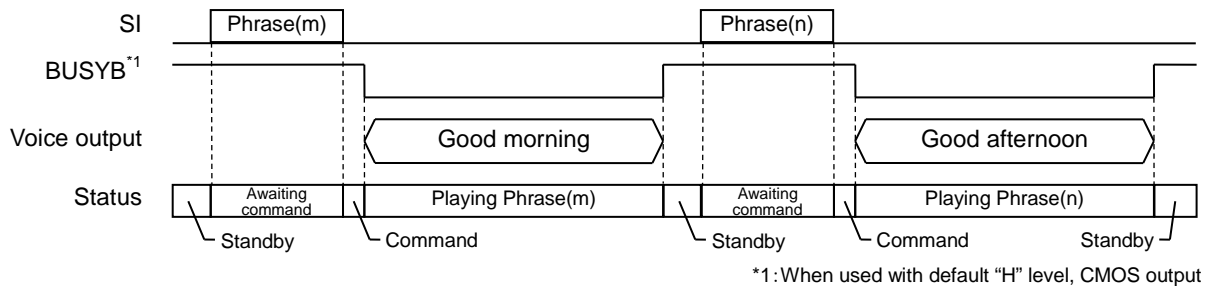 SI
Phrase(m)
Phrase(n)
BUSYB*1
Voice output
Good morning
Good afternoon
Status
Awaiting
command
Playing Phrase(m)
Awaiting
command
Playing Phrase(n)
Standby
Command
Standby
Command
Standby
*1:When used with default “H” level, CMOS output